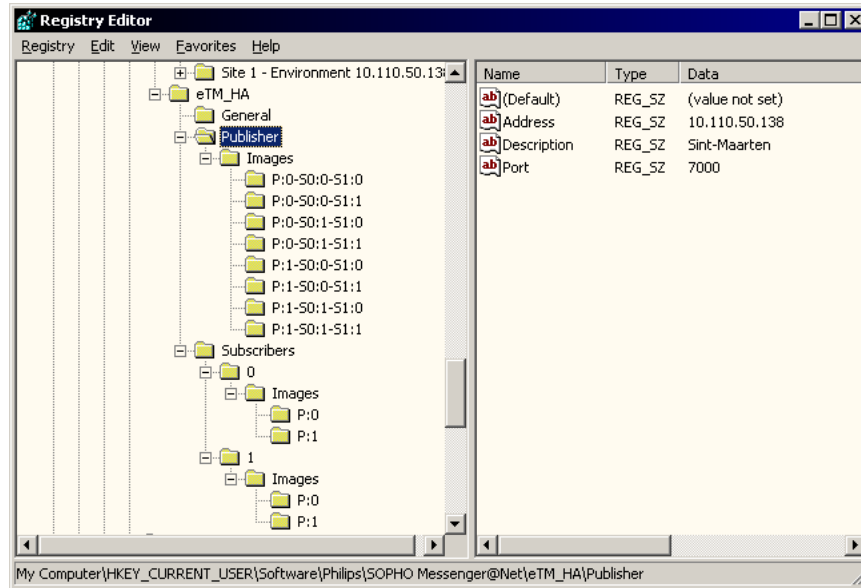 Registry Editor
Registry Edit View Favorites Help
Site 1 - Environment 10.110.50.13
eTM_HA
General
Publisher
Images
P:0-S0:0-S1:0
P:0-S0:0-S1:1
P:0-S0:1-S1:0
P:0-S0:1-S1:1
P:1-S0:0-S1:0
P:1-S0:0-S1:1
P:1-S0:1-S1:0
P:1-S0:1-S1:1
Subscribers
0
Images
P:0
P:1
1
Images
P:0
P:1
Name Type Data
ab (Default) REG_SZ (value not set)
ab Address REG_SZ 10.110.50.138
ab Description REG_SZ Sint-Maarten
ab Port REG_SZ 7000
My Computer\HKEY_CURRENT_USER\Software\Philips\SOPHO Messenger@Net\eTM_HA\Publisher